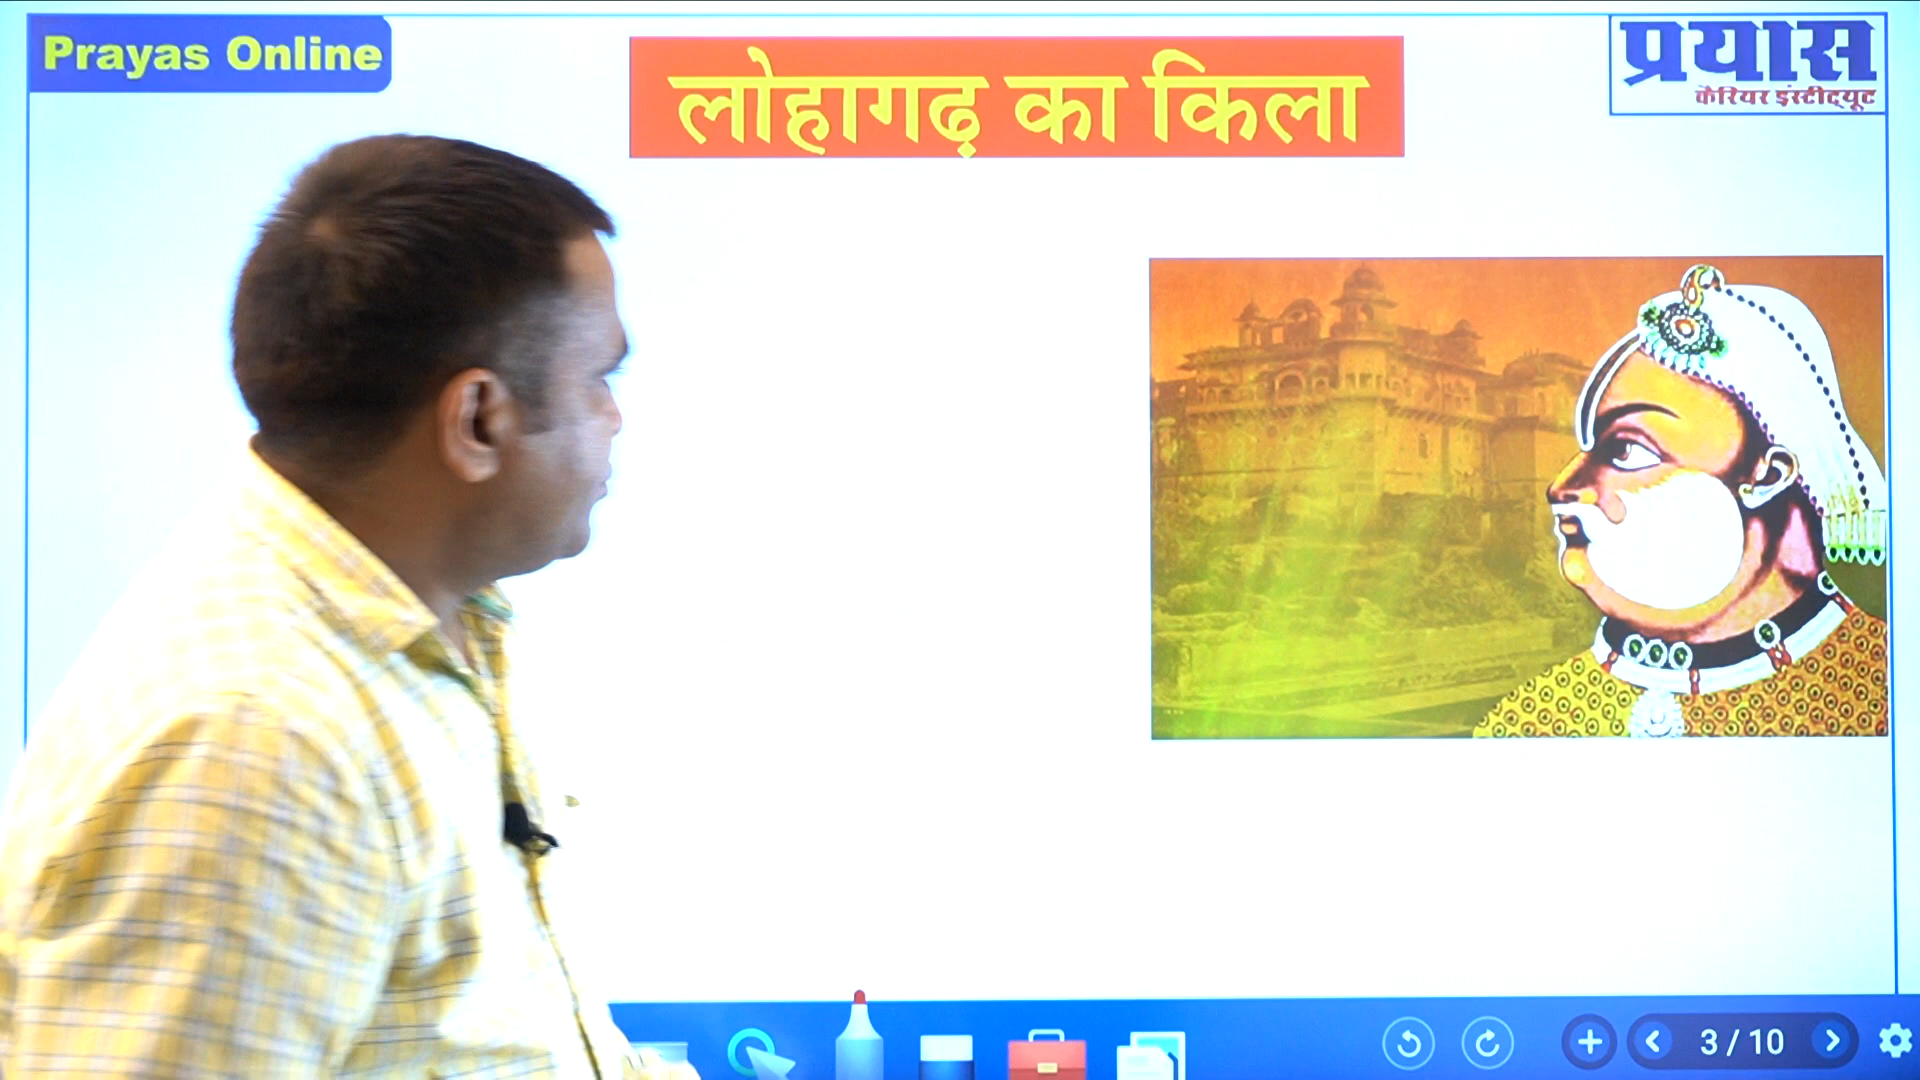 Prayas Online
लोहागढ़ का किला
प्रयास
कैरियर इंस्टीट्यूट
3 / 10